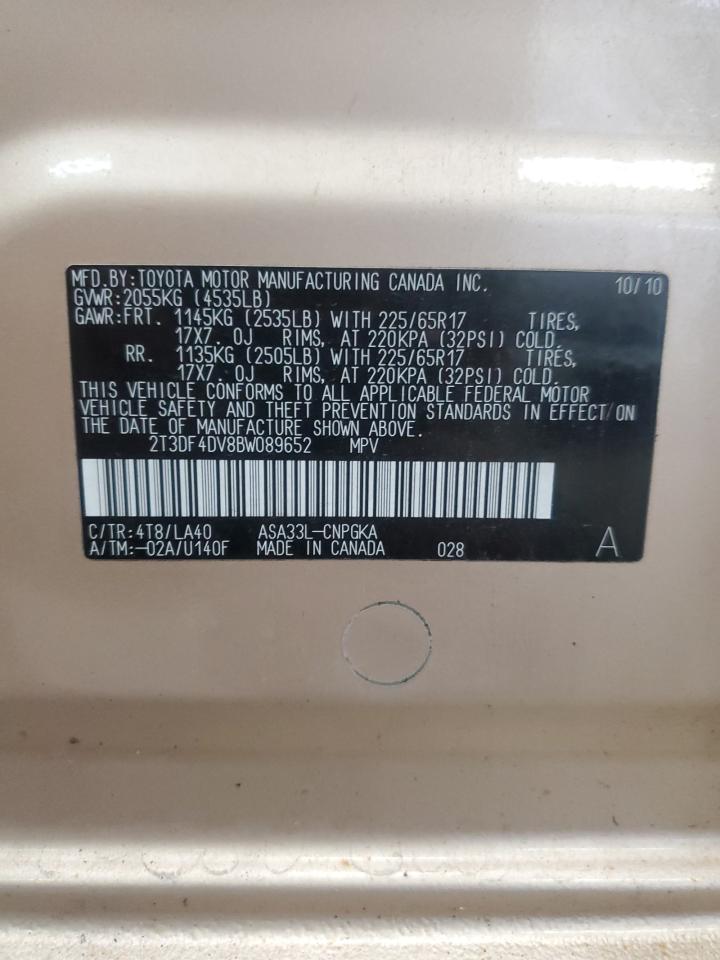 MFD.BY:TOYOTA MOTOR MANUFACTURING CANADA INC. 10/10
GVWR:2055KG (4535LB)
GAWR:FRT. 1145KG (2535LB) WITH 225/65R17 TIRES,
17X7.0J RIMS, AT 220KPA (32PSI) COLD.
RR. 1135KG (2505LB) WITH 225/65R17 TIRES,
17X7.0J RIMS, AT 220KPA (32PSI) COLD.
THIS VEHICLE CONFORMS TO ALL APPLICABLE FEDERAL MOTOR
VEHICLE SAFETY AND THEFT PREVENTION STANDARDS IN EFFECT ON
THE DATE OF MANUFACTURE SHOWN ABOVE.
2T3DF4DV8BW089652 MPV
C/TR:4T8/LA40 ASA33L-CNPGKA
A/TM:-02A/U140F MADE IN CANADA 028 A